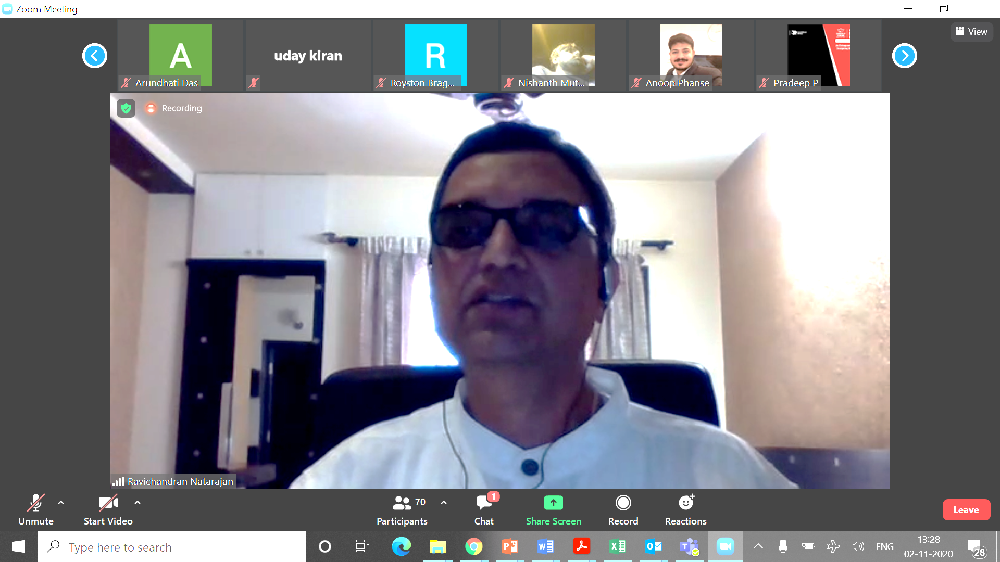 Zoom Meeting
View
A
Arundhati Das
uday kiran
R
Royston Brag...
Nishanth Mut...
Anoop Phanse
Pradeep P
Recording
Ravichandran Natarajan
Unmute
Start Video
70
Participants
1
Chat
Share Screen
Record
Reactions
Leave
Type here to search
ENG
13:28
02-11-2020
28